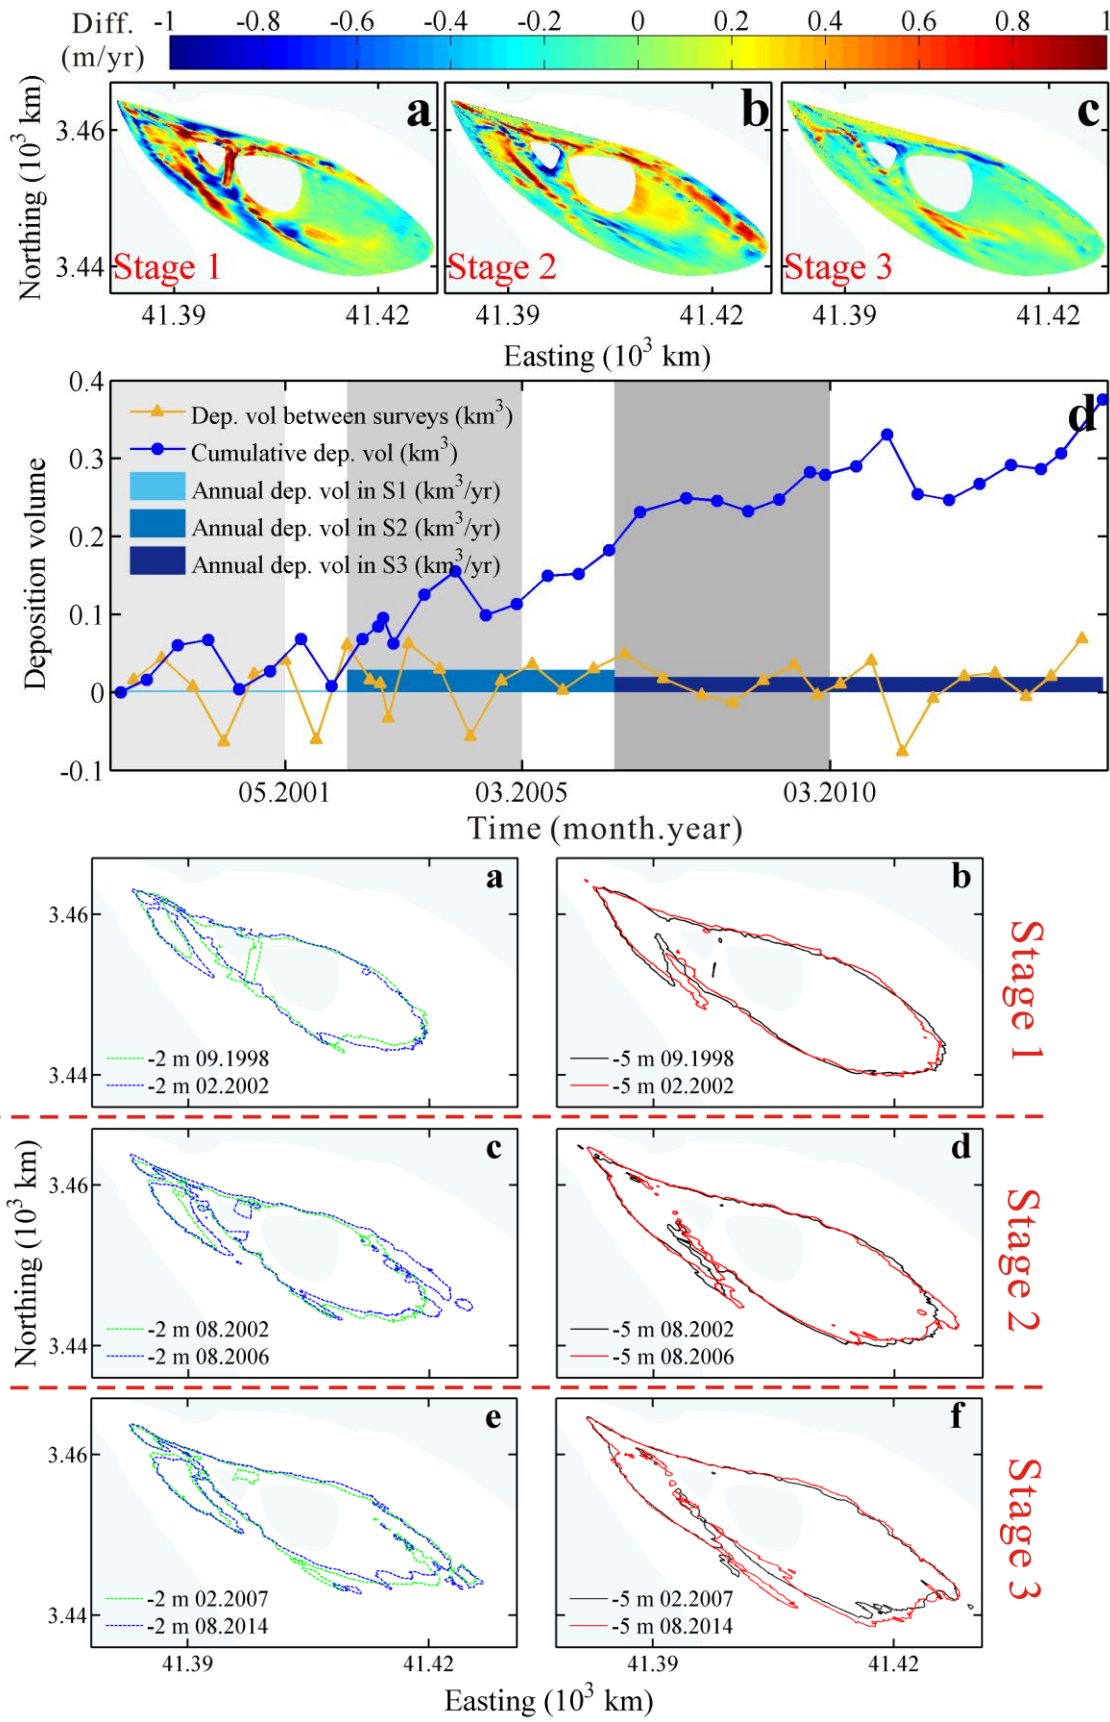 Diff. (m/yr)
-1 -0.8 -0.6 -0.4 -0.2 0 0.2 0.4 0.6 0.8 1
Northing (10³ km)
3.46
3.44
a
b
c
Stage 1
Stage 2
Stage 3
41.39 41.42 41.39 41.42 41.39 41.42
Easting (10³ km)
Deposition volume
0.4
0.3
0.2
0.1
0
-0.1
d
Dep. vol between surveys (km³)
Cumulative dep. vol (km³)
Annual dep. vol in S1 (km³/yr)
Annual dep. vol in S2 (km³/yr)
Annual dep. vol in S3 (km³/yr)
05.2001 03.2005 03.2010
Time (month.year)
a
3.46
3.44
-2 m 09.1998
-2 m 02.2002
b
-5 m 09.1998
-5 m 02.2002
Stage 1
Northing (10³ km)
c
3.46
3.44
-2 m 08.2002
-2 m 08.2006
d
-5 m 08.2002
-5 m 08.2006
Stage 2
e
3.46
3.44
-2 m 02.2007
-2 m 08.2014
f
-5 m 02.2007
-5 m 08.2014
Stage 3
41.39 41.42 41.39 41.42
Easting (10³ km)